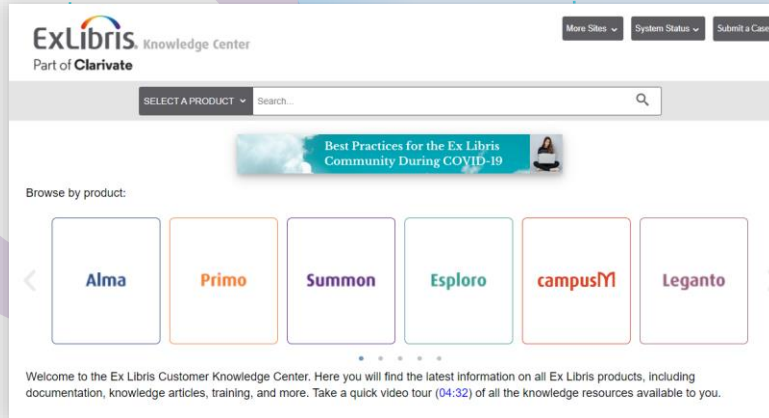 ExLibris. Knowledge Center
Part of Clarivate
More Sites
System Status
Submit a Case
SELECT A PRODUCT
Search...
Best Practices for the Ex Libris
Community During COVID-19
Browse by product:
Alma
Primo
Summon
Esploro
campusM
Leganto
Welcome to the Ex Libris Customer Knowledge Center. Here you will find the latest information on all Ex Libris products, including
documentation, knowledge articles, training, and more. Take a quick video tour (04:32) of all the knowledge resources available to you.